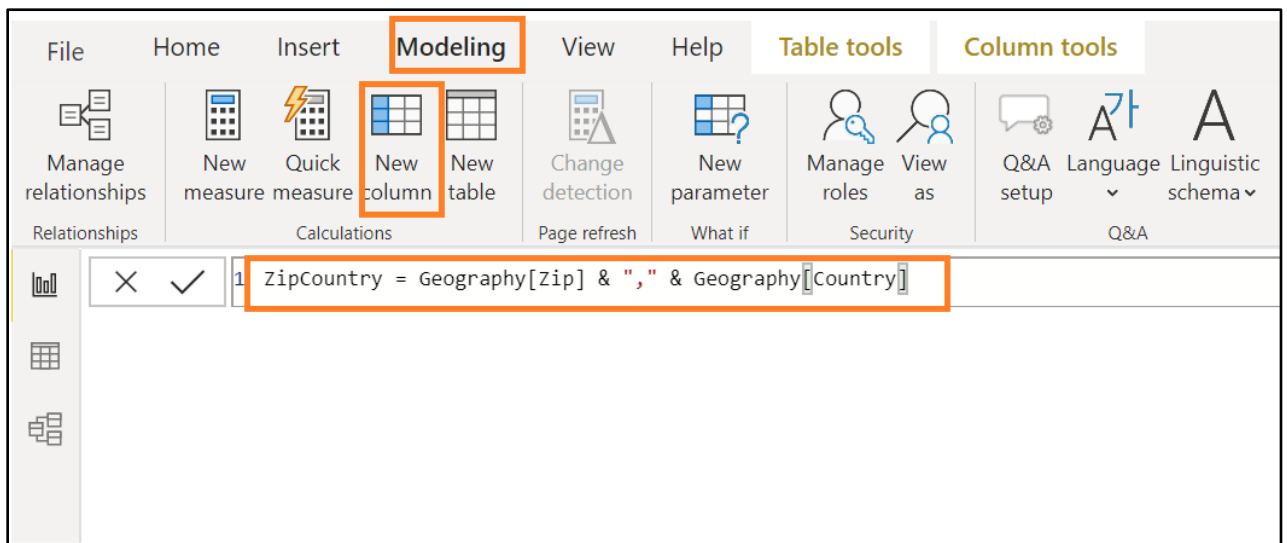 File Home Insert Modeling View Help Table tools Column tools
Manage relationships New measure Quick measure New column New table Change detection New parameter Manage roles View as Q&A setup Language Linguistic schema
Relationships Calculations Page refresh What if Security Q&A
1 ZipCountry = Geography[Zip] & "," & Geography[Country]